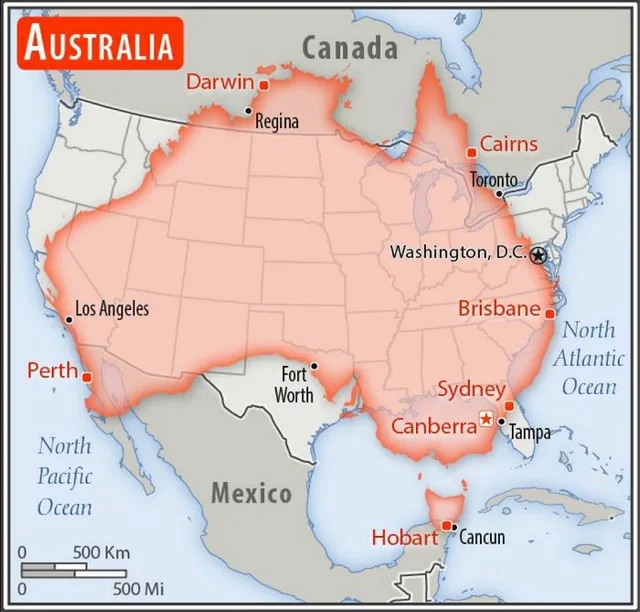 AUSTRALIA
Canada
Darwin
Regina
Cairns
Toronto
Washington, D.C.
Los Angeles
Brisbane
North
Atlantic
Ocean
Perth
Fort
Worth
Sydney
Canberra
Tampa
North
Pacific
Ocean
Mexico
Hobart
Cancun
0 500 Km
0 500 Mi